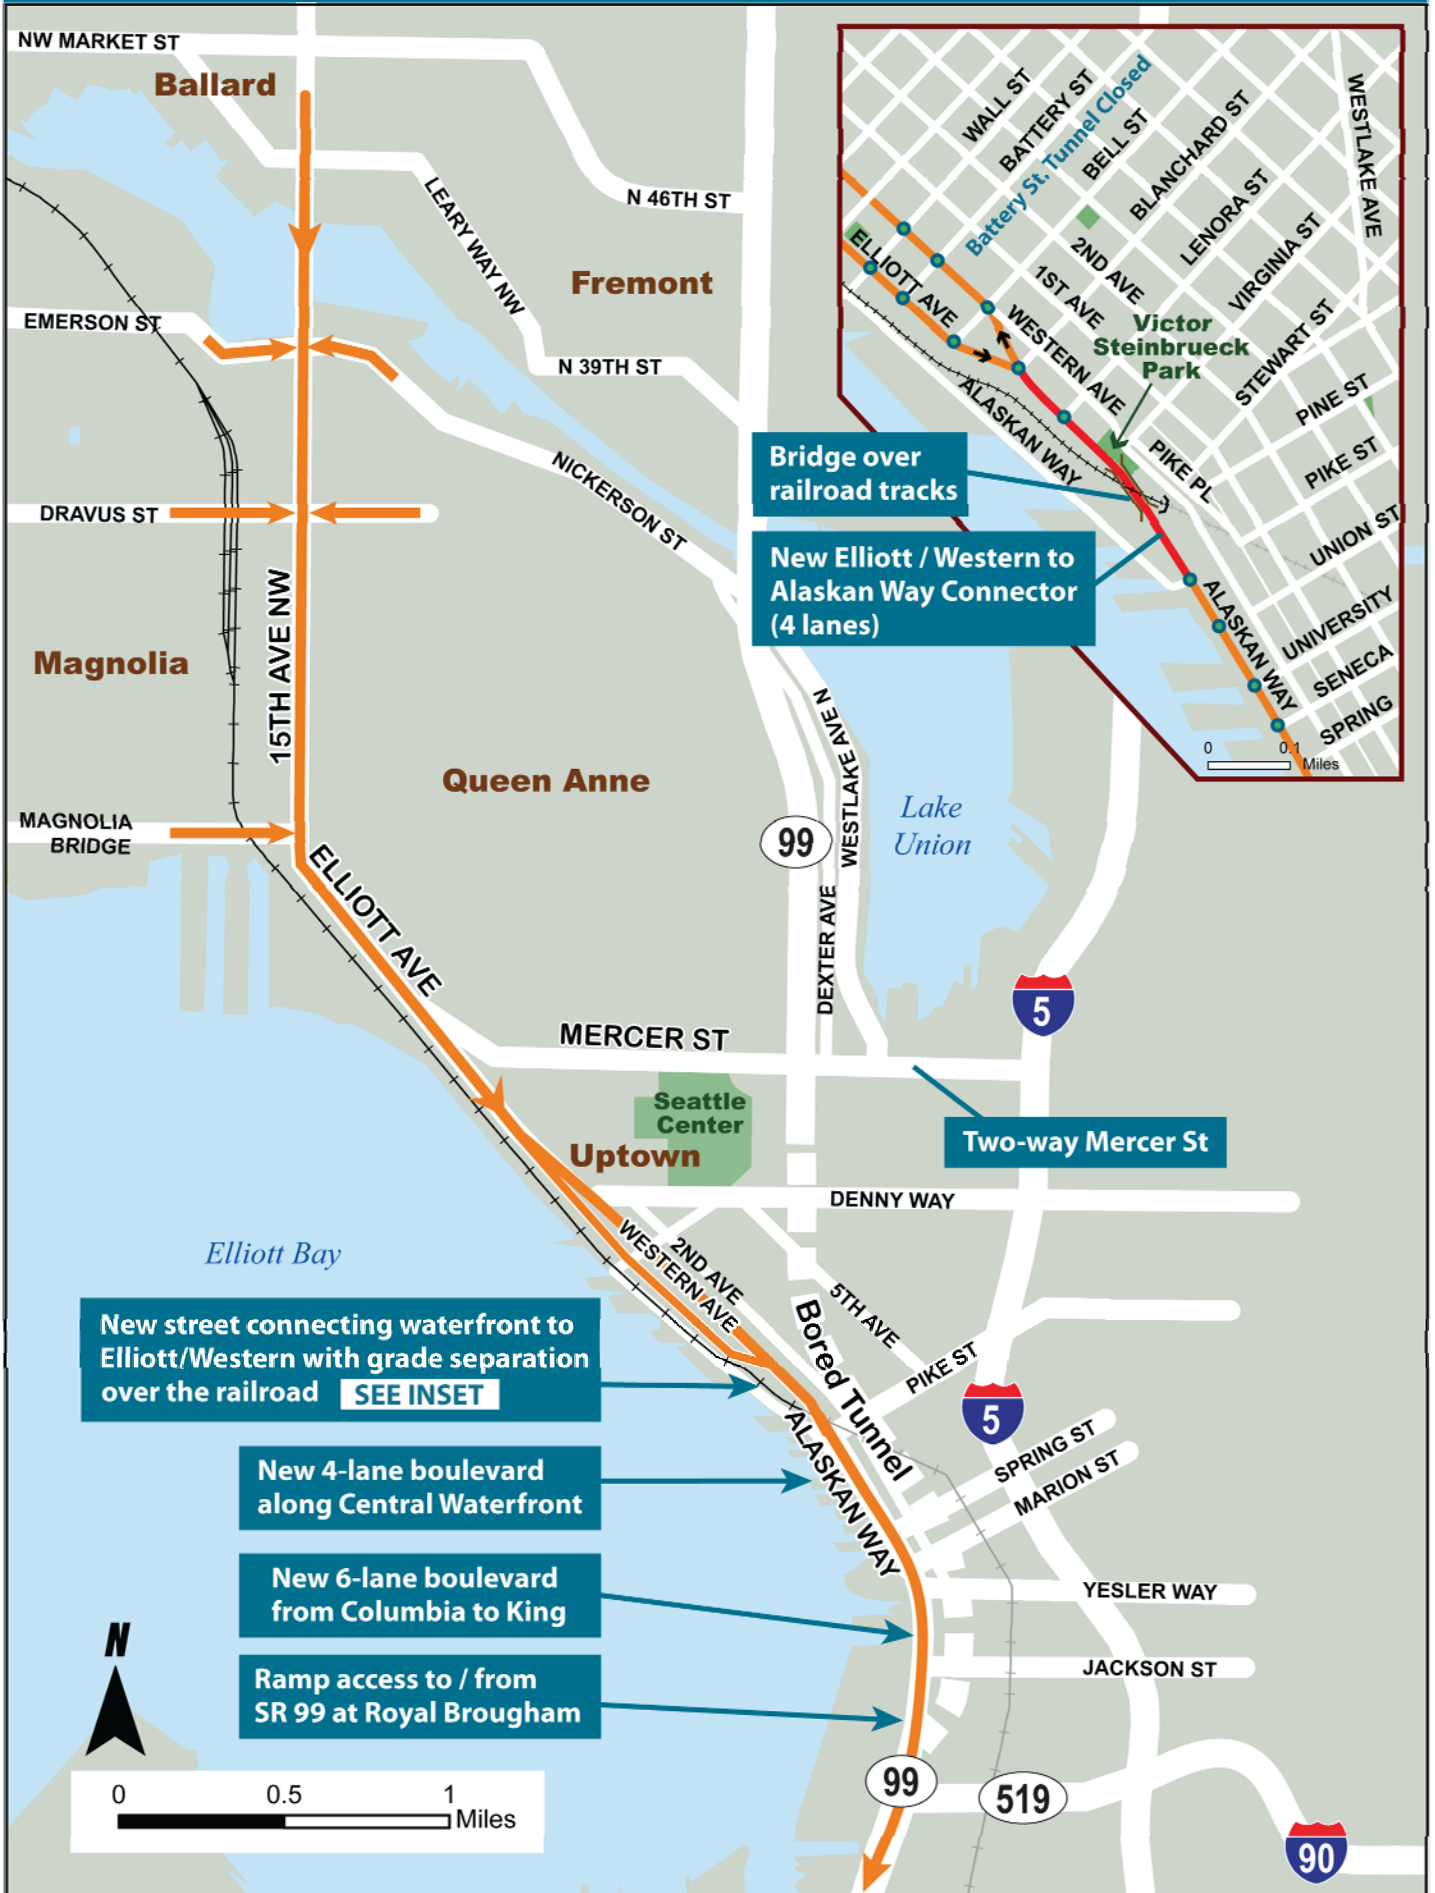 NW MARKET ST
Ballard
N 46TH ST
LEARY WAY NW
Fremont
EMERSON ST
N 39TH ST
NICKERSON ST
DRAVUS ST
15TH AVE NW
Magnolia
Queen Anne
MAGNOLIA
BRIDGE
ELLIOTT AVE
99
WESTLAKE AVE N
DEXTER AVE
Lake
Union
5
MERCER ST
Seattle
Center
Two-way Mercer St
Uptown
DENNY WAY
Elliott Bay
WESTERN AVE
2ND AVE
5TH AVE
Bored Tunnel
PIKE ST
5
New street connecting waterfront to
Elliott/Western with grade separation
over the railroad SEE INSET
ALASKAN WAY
SPRING ST
MARION ST
New 4-lane boulevard
along Central Waterfront
New 6-lane boulevard
from Columbia to King
YESLER WAY
Ramp access to / from
SR 99 at Royal Brougham
JACKSON ST
N
99
519
90
0 0.5 1
Miles
WALL ST
BATTERY ST
Battery St. Tunnel Closed
BELL ST
BLANCHARD ST
WESTLAKE AVE
LENORA ST
VIRGINIA ST
2ND AVE
1ST AVE
ELLIOTT AVE
WESTERN AVE
Victor
Steinbrueck
Park
STEWART ST
PINE ST
ALASKAN WAY
PIKE PL
PIKE ST
Bridge over
railroad tracks
UNION ST
New Elliott / Western to
Alaskan Way Connector
(4 lanes)
ALASKAN WAY
UNIVERSITY
SENECA
SPRING
0 0.1
Miles